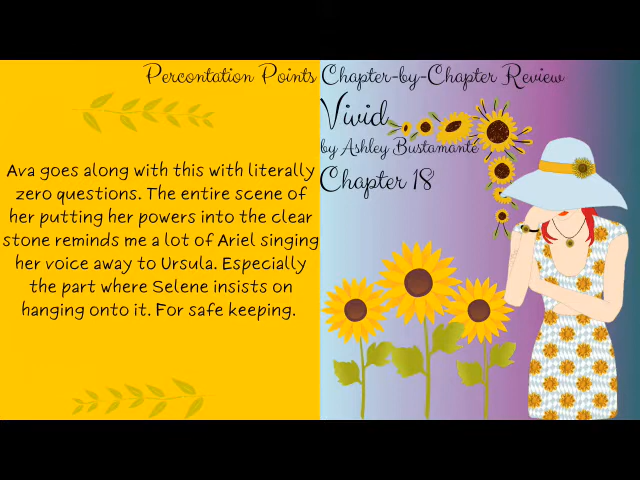 Percontation Points Chapter-by-Chapter Review
Vivid
by Ashley Bustamante
Chapter 18
Ava goes along with this with literally
zero questions. The entire scene of
her putting her powers into the clear
stone reminds me a lot of Ariel singing
her voice away to Ursula. Especially
the part where Selene insists on
hanging onto it. For safe keeping.